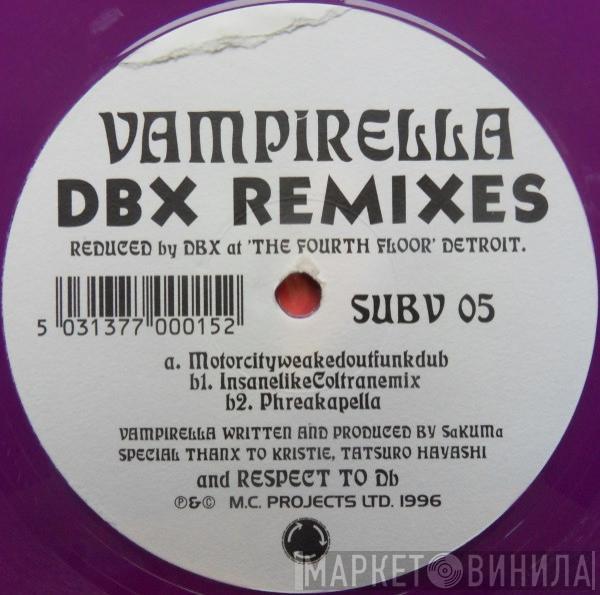 VAMPIRELLA
DBX REMIXES
REDUCED by DBX at 'THE FOURTH FLOOR' DETROIT.
5 031377 000152
SUBV 05
a. Motorcityweakedoutfunkdub
b1. InsanelikeColtranemix
b2. Phreakapella
VAMPIRELLA WRITTEN AND PRODUCED BY SaKUMa
SPECIAL THANX TO KRISTIE, TATSURO HAYASHI
and RESPECT TO Db
℗&© M.C. PROJECTS LTD. 1996
МАРКЕТ ВИНИЛА